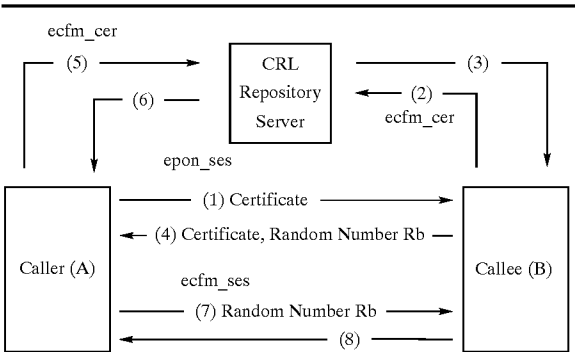 ecfm_cer
(5)
CRL
Repository
Server
(3)
(6)
(2)
ecfm_cer
epon_ses
(1) Certificate
(4) Certificate, Random Number Rb
Caller (A)
Callee (B)
ecfm_ses
(7) Random Number Rb
(8)